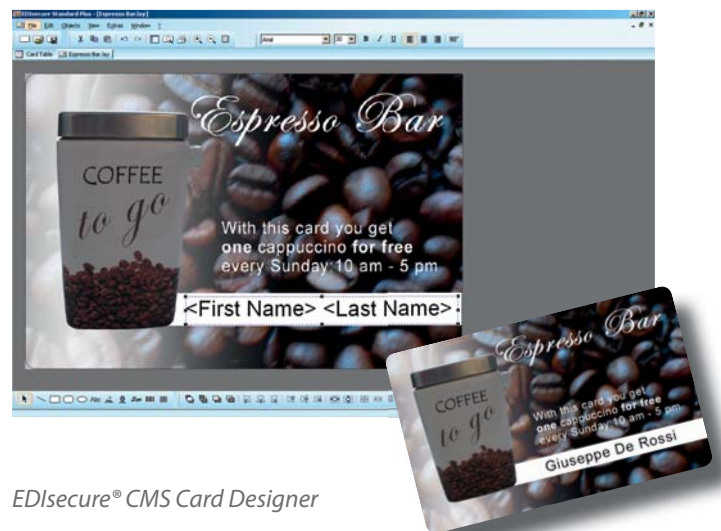 EDIsecure Standard Plus - [Espresso Bar.lay]
File Edit Objects View Extras Window ?
Arial 30 B I U 90°
Card Table Espresso Bar.lay
Espresso Bar
COFFEE
to go
With this card you get
one cappuccino for free
every Sunday 10 am - 5 pm
<First Name> <Last Name>
Abc
Espresso Bar
COFFEE
to go
With this card you get
one cappuccino for free
every Sunday 10 am - 5 pm
Giuseppe De Rossi
EDIsecure® CMS Card Designer